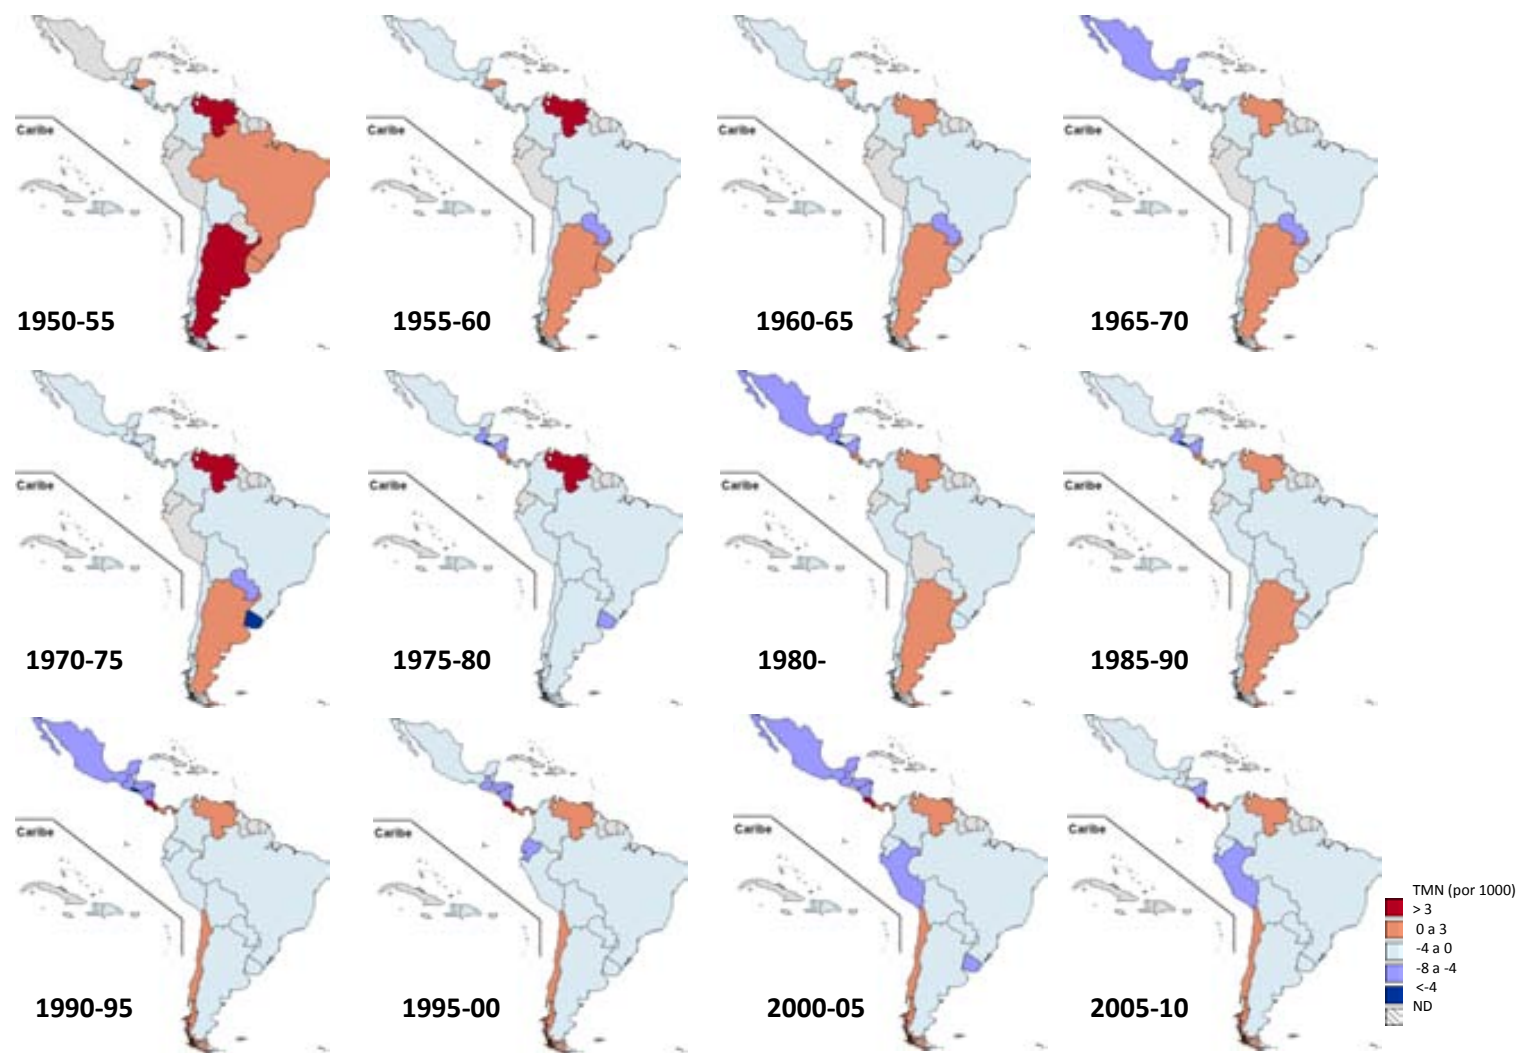 Caribe
Caribe
Caribe
Caribe
1950-55
1955-60
1960-65
1965-70
Caribe
Caribe
Caribe
Caribe
1970-75
1975-80
1980-
1985-90
Caribe
Caribe
Caribe
Caribe
1990-95
1995-00
2000-05
2005-10
TMN (por 1000)
> 3
0 a 3
-4 a 0
-8 a -4
<-4
ND